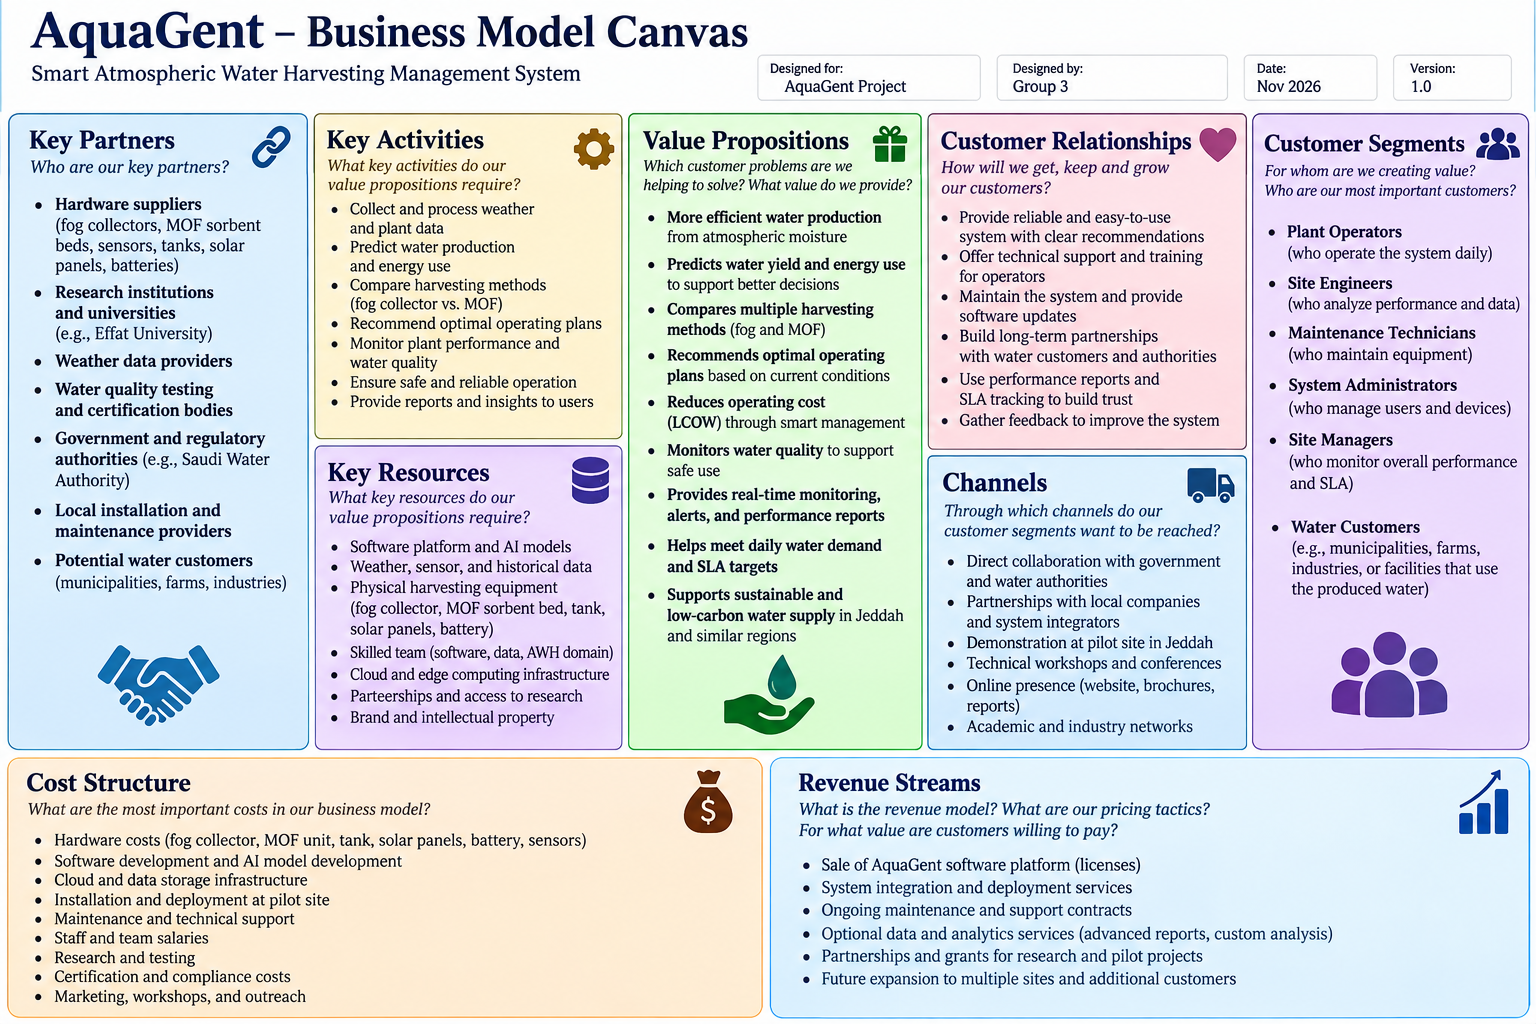 AquaGent – Business Model Canvas
Smart Atmospheric Water Harvesting Management System
Designed for:
AquaGent Project
Designed by:
Group 3
Date:
Nov 2026
Version:
1.0
Key Partners
Who are our key partners?
• Hardware suppliers
(fog collectors, MOF sorbent
beds, sensors, tanks, solar
panels, batteries)
• Research institutions
and universities
(e.g., Effat University)
• Weather data providers
• Water quality testing
and certification bodies
• Government and regulatory
authorities (e.g., Saudi Water
Authority)
• Local installation and
maintenance providers
• Potential water customers
(municipalities, farms, industries)
Key Activities
What key activities do our
value propositions require?
• Collect and process weather
and plant data
• Predict water production
and energy use
• Compare harvesting methods
(fog collector vs. MOF)
• Recommend optimal operating plans
• Monitor plant performance and
water quality
• Ensure safe and reliable operation
• Provide reports and insights to users
Key Resources
What key resources do our
value propositions require?
• Software platform and AI models
• Weather, sensor, and historical data
• Physical harvesting equipment
(fog collector, MOF sorbent bed, tank,
solar panels, battery)
• Skilled team (software, data, AWH domain)
• Cloud and edge computing infrastructure
• Parteerships and access to research
• Brand and intellectual property
Value Propositions
Which customer problems are we
helping to solve? What value do we provide?
• More efficient water production
from atmospheric moisture
• Predicts water yield and energy use
to support better decisions
• Compares multiple harvesting
methods (fog and MOF)
• Recommends optimal operating
plans based on current conditions
• Reduces operating cost
(LCOW) through smart management
• Monitors water quality to support
safe use
• Provides real-time monitoring,
alerts, and performance reports
• Helps meet daily water demand
and SLA targets
• Supports sustainable and
low-carbon water supply in Jeddah
and similar regions
Customer Relationships
How will we get, keep and grow
our customers?
• Provide reliable and easy-to-use
system with clear recommendations
• Offer technical support and training
for operators
• Maintain the system and provide
software updates
• Build long-term partnerships
with water customers and authorities
• Use performance reports and
SLA tracking to build trust
• Gather feedback to improve the system
Channels
Through which channels do our
customer segments want to be reached?
• Direct collaboration with government
and water authorities
• Partnerships with local companies
and system integrators
• Demonstration at pilot site in Jeddah
• Technical workshops and conferences
• Online presence (website, brochures,
reports)
• Academic and industry networks
Customer Segments
For whom are we creating value?
Who are our most important customers?
• Plant Operators
(who operate the system daily)
• Site Engineers
(who analyze performance and data)
• Maintenance Technicians
(who maintain equipment)
• System Administrators
(who manage users and devices)
• Site Managers
(who monitor overall performance
and SLA)
• Water Customers
(e.g., municipalities, farms,
industries, or facilities that use
the produced water)
Cost Structure
What are the most important costs in our business model?
$
• Hardware costs (fog collector, MOF unit, tank, solar panels, battery, sensors)
• Software development and AI model development
• Cloud and data storage infrastructure
• Installation and deployment at pilot site
• Maintenance and technical support
• Staff and team salaries
• Research and testing
• Certification and compliance costs
• Marketing, workshops, and outreach
Revenue Streams
What is the revenue model? What are our pricing tactics?
For what value are customers willing to pay?
• Sale of AquaGent software platform (licenses)
• System integration and deployment services
• Ongoing maintenance and support contracts
• Optional data and analytics services (advanced reports, custom analysis)
• Partnerships and grants for research and pilot projects
• Future expansion to multiple sites and additional customers